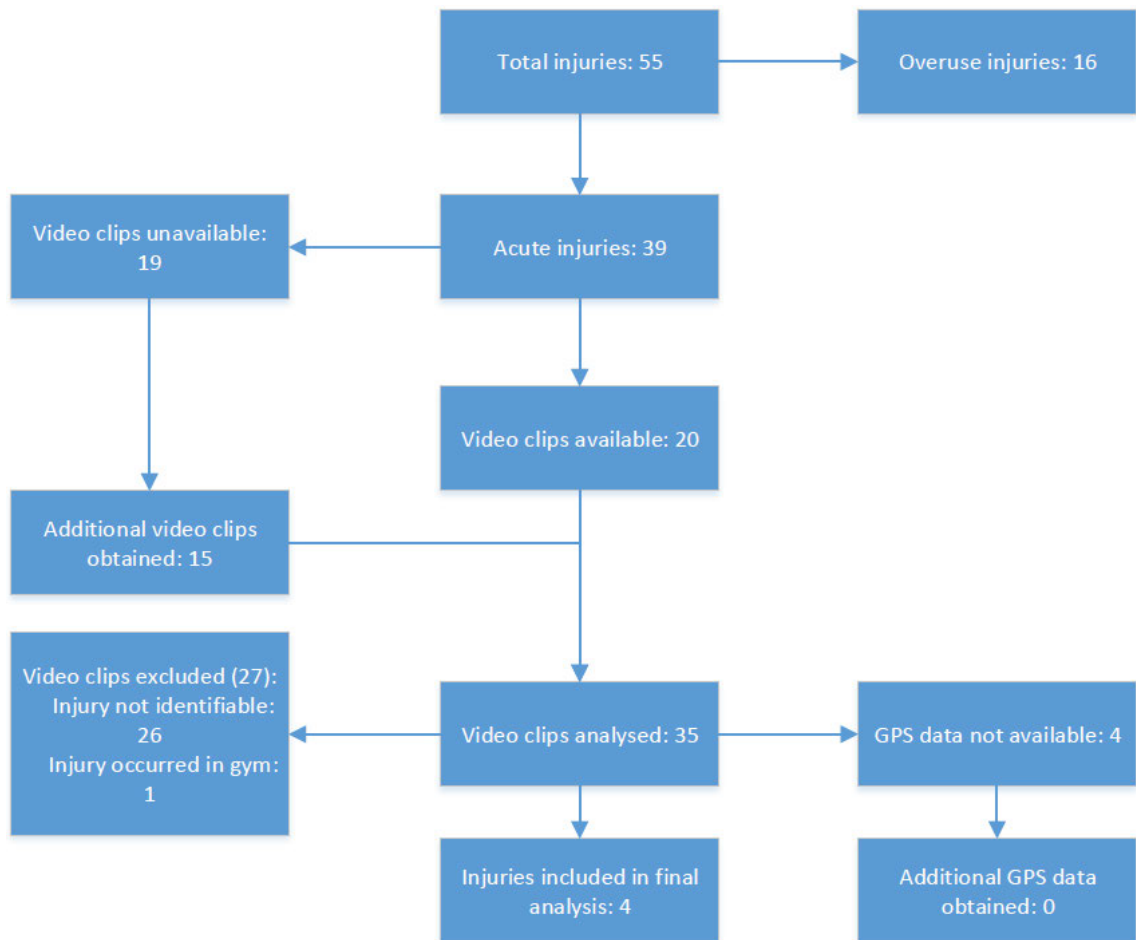 Total injuries: 55
Overuse injuries: 16
Video clips unavailable:
19
Acute injuries: 39
Video clips available: 20
Additional video clips
obtained: 15
Video clips excluded (27):
Injury not identifiable:
26
Injury occurred in gym:
1
Video clips analysed: 35
GPS data not available: 4
Injuries included in final
analysis: 4
Additional GPS data
obtained: 0